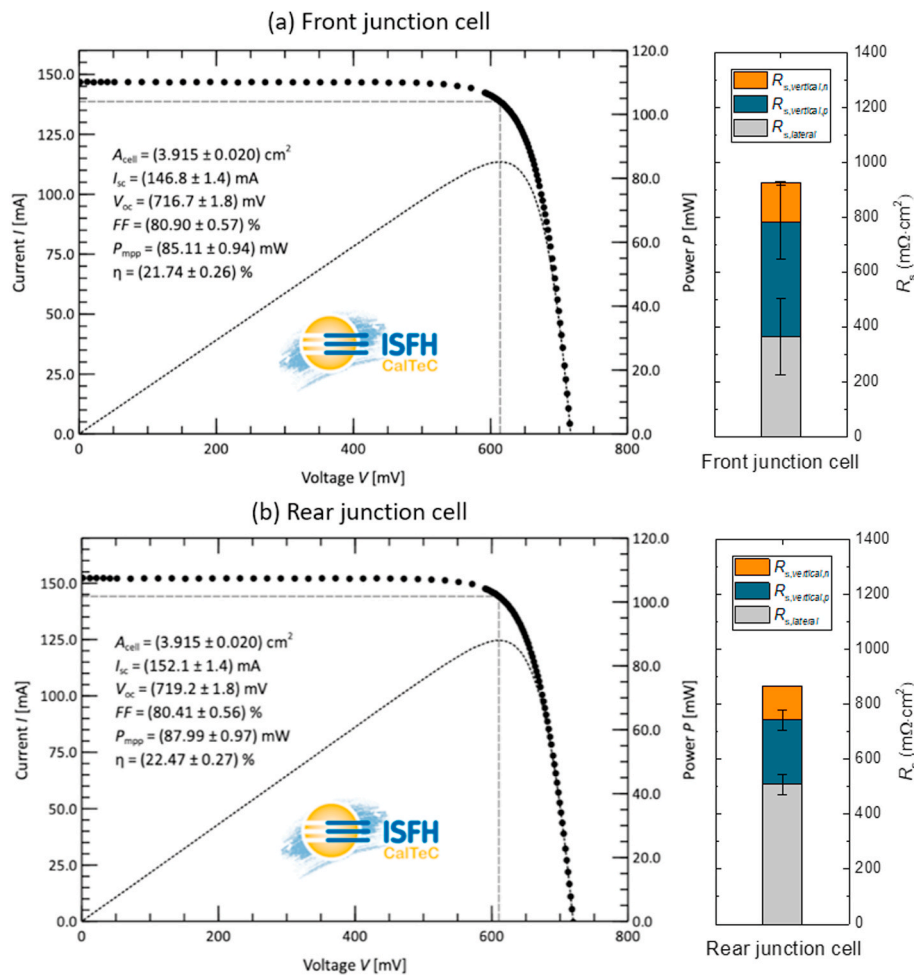 (a) Front junction cell
150.0
125.0
100.0
75.0
50.0
25.0
0.0
Current I [mA]
A_cell = (3.915 ± 0.020) cm²
I_sc = (146.8 ± 1.4) mA
V_oc = (716.7 ± 1.8) mV
FF = (80.90 ± 0.57) %
P_mpp = (85.11 ± 0.94) mW
η = (21.74 ± 0.26) %
ISFH
CalTeC
0 200 400 600 800
Voltage V [mV]
120.0
100.0
80.0
60.0
40.0
20.0
0.0
Power P [mW]
R_s,vertical,n
R_s,vertical,p
R_s,lateral
1400
1200
1000
800
600
400
200
0
R_s (mΩ·cm²)
Front junction cell
(b) Rear junction cell
150.0
125.0
100.0
75.0
50.0
25.0
0.0
Current I [mA]
A_cell = (3.915 ± 0.020) cm²
I_sc = (152.1 ± 1.4) mA
V_oc = (719.2 ± 1.8) mV
FF = (80.41 ± 0.56) %
P_mpp = (87.99 ± 0.97) mW
η = (22.47 ± 0.27) %
ISFH
CalTeC
0 200 400 600 800
Voltage V [mV]
120.0
100.0
80.0
60.0
40.0
20.0
0.0
Power P [mW]
R_s,vertical,n
R_s,vertical,p
R_s,lateral
1400
1200
1000
800
600
400
200
0
R_s (mΩ·cm²)
Rear junction cell